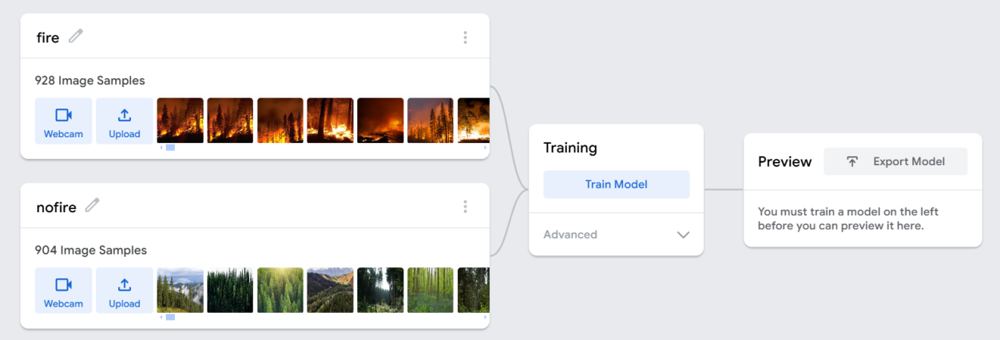 fire
928 Image Samples
Webcam
Upload
nofire
904 Image Samples
Webcam
Upload
Training
Train Model
Advanced
Preview
Export Model
You must train a model on the left
before you can preview it here.